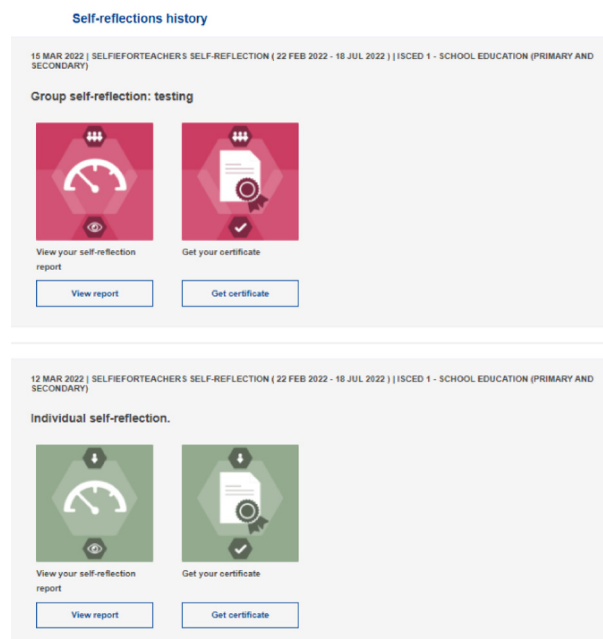 Self-reflections history
15 MAR 2022 | SELFIEFORTEACHERS SELF-REFLECTION ( 22 FEB 2022 - 18 JUL 2022 ) | ISCED 1 - SCHOOL EDUCATION (PRIMARY AND
SECONDARY)
Group self-reflection: testing
View your self-reflection
report
Get your certificate
View report
Get certificate
12 MAR 2022 | SELFIEFORTEACHERS SELF-REFLECTION ( 22 FEB 2022 - 18 JUL 2022 ) | ISCED 1 - SCHOOL EDUCATION (PRIMARY AND
SECONDARY)
Individual self-reflection.
View your self-reflection
report
Get your certificate
View report
Get certificate